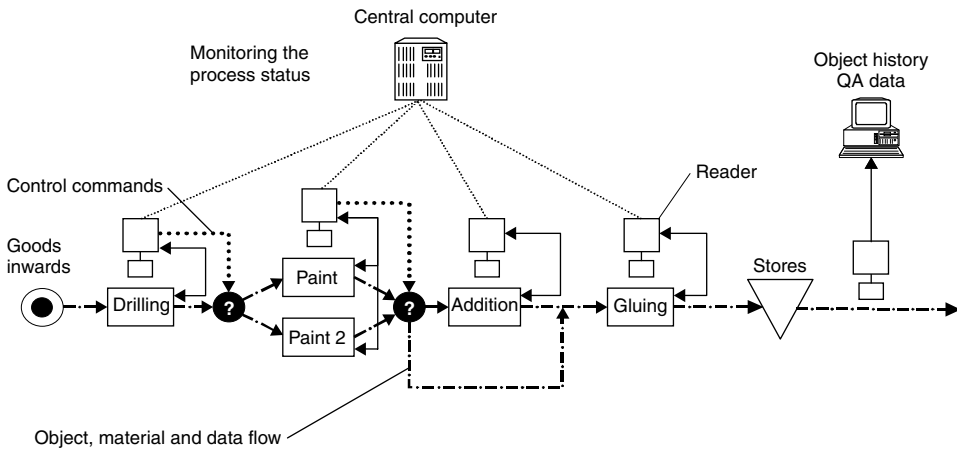 Central computer
Monitoring the
process status
Object history
QA data
Control commands
Reader
Goods
inwards
Stores
Paint
Drilling
?
?
Addition
Gluing
Paint 2
Object, material and data flow